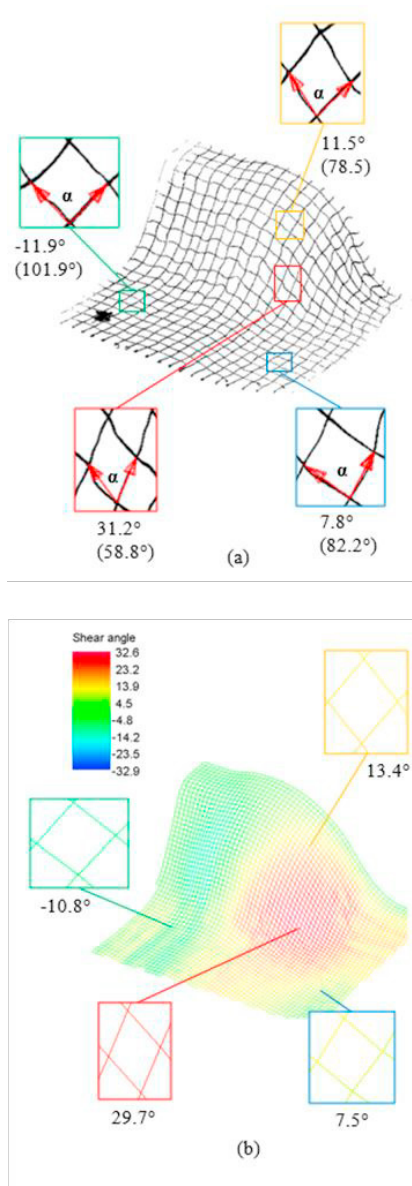 α
11.5°
(78.5)
α
-11.9°
(101.9°)
α
31.2°
(58.8°)
α
7.8°
(82.2°)
(a)
Shear angle
32.6
23.2
13.9
4.5
-4.8
-14.2
-23.5
-32.9
13.4°
-10.8°
29.7°
7.5°
(b)